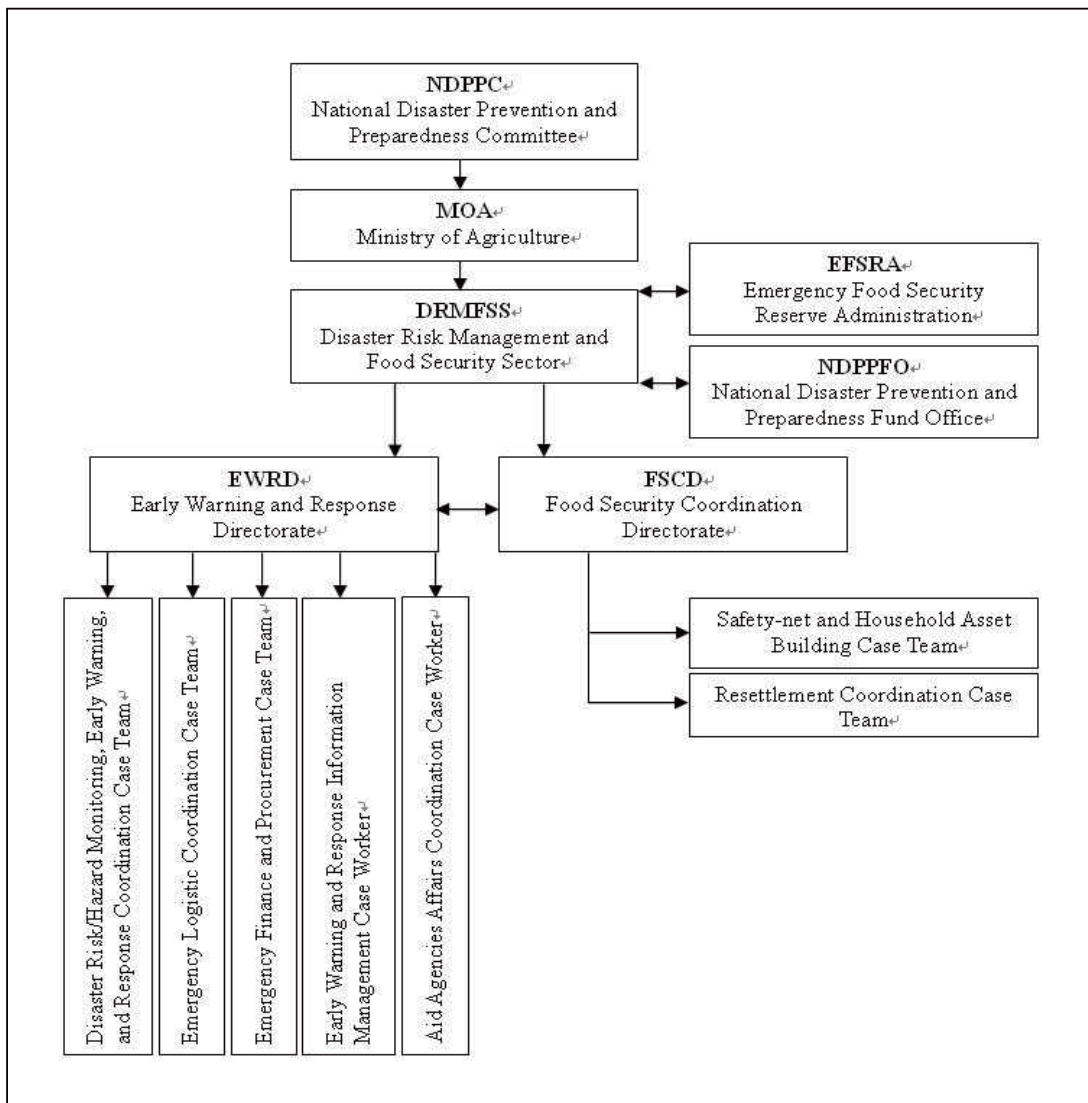 NDPPC↵
National Disaster Prevention and
Preparedness Committee↵
MOA↵
Ministry of Agriculture↵
EFSRA↵
Emergency Food Security
Reserve Administration↵
DRMFSS↵
Disaster Risk Management and
Food Security Sector↵
NDPPFO↵
National Disaster Prevention and
Preparedness Fund Office↵
EWRD↵
Early Warning and Response
Directorate↵
FSCD↵
Food Security Coordination
Directorate↵
Disaster Risk/Hazard Monitoring, Early Warning,
and Response Coordination Case Team↵
Emergency Logistic Coordination Case Team↵
Emergency Finance and Procurement Case Team↵
Early Warning and Response Information
Management Case Worker↵
Aid Agencies Affairs Coordination Case Worker↵
Safety-net and Household Asset
Building Case Team↵
Resettlement Coordination Case
Team↵